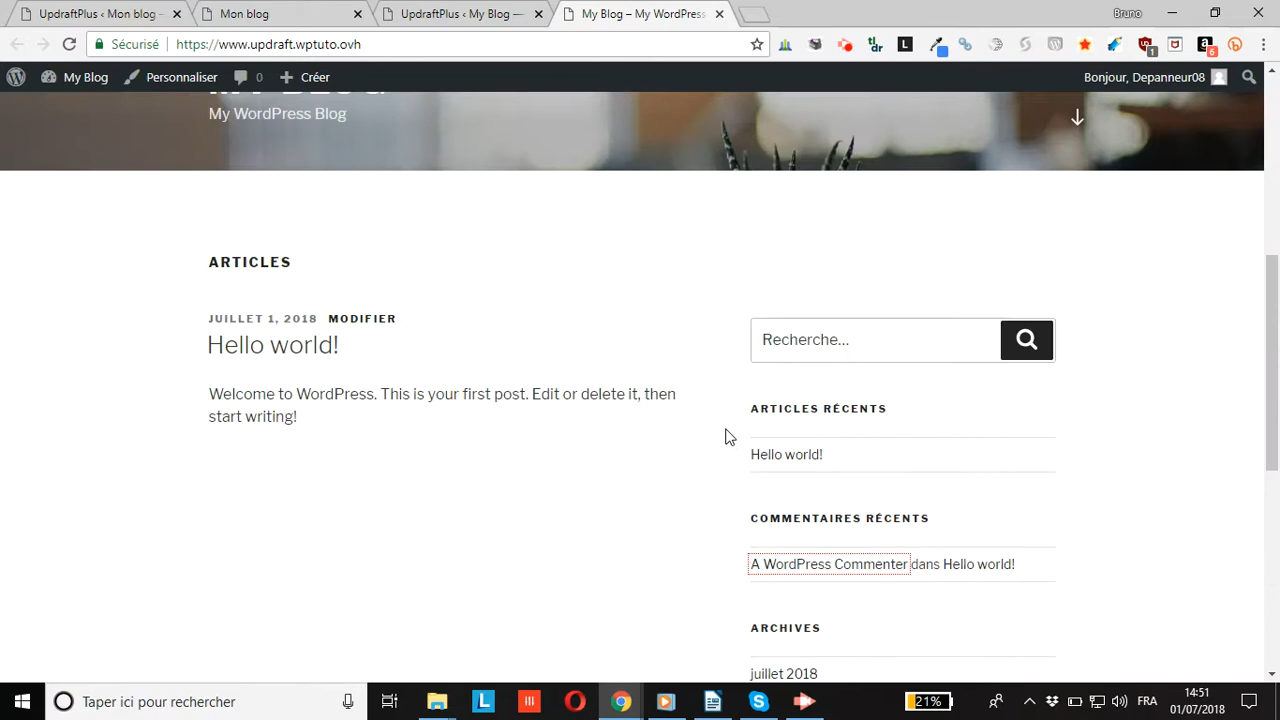 UpdraftPlus ‹ Mon blog –
Mon blog
UpdraftPlus ‹ My Blog —
My Blog – My WordPress
Bruno
Sécurisé
https://www.updraft.wptuto.ovh
tl;dr
L
1
a
6
My Blog
Personnaliser
0
Créer
Bonjour, Depanneur08
My WordPress Blog
ARTICLES
JUILLET 1, 2018 MODIFIER
Hello world!
Welcome to WordPress. This is your first post. Edit or delete it, then
start writing!
Recherche…
ARTICLES RÉCENTS
Hello world!
COMMENTAIRES RÉCENTS
A WordPress Commenter dans Hello world!
ARCHIVES
juillet 2018
Taper ici pour rechercher
L
21%
FRA
14:51
01/07/2018